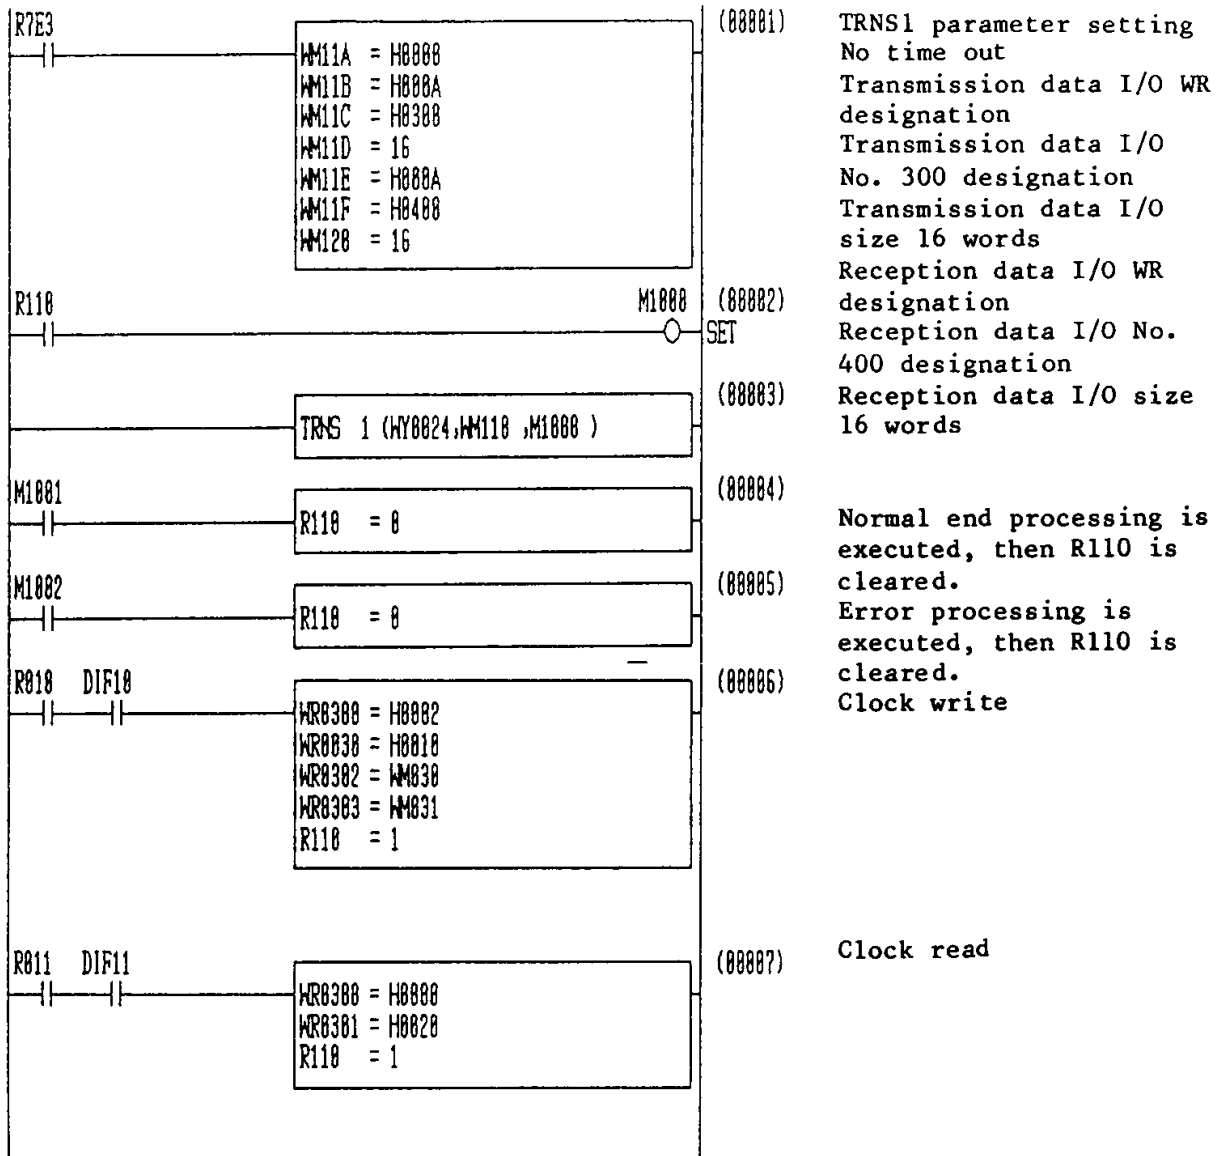 R7E3
(00001)
WM11A = H0000
WM11B = H000A
WM11C = H0300
WM11D = 16
WM11E = H000A
WM11F = H0400
WM120 = 16
R110
M1000
(00002)
SET
(00003)
TRNS 1 (WY0024,WM110 ,M1000 )
M1001
(00004)
R110 = 0
M1002
(00005)
R110 = 0
R010 DIF10
(00006)
WR0300 = H0002
WR0030 = H0010
WR0302 = WM030
WR0303 = WM031
R110 = 1
R011 DIF11
(00007)
WR0300 = H0000
WR0301 = H0020
R110 = 1
TRNS1 parameter setting
No time out
Transmission data I/O WR
designation
Transmission data I/O
No. 300 designation
Transmission data I/O
size 16 words
Reception data I/O WR
designation
Reception data I/O No.
400 designation
Reception data I/O size
16 words
Normal end processing is
executed, then R110 is
cleared.
Error processing is
executed, then R110 is
cleared.
Clock write
Clock read